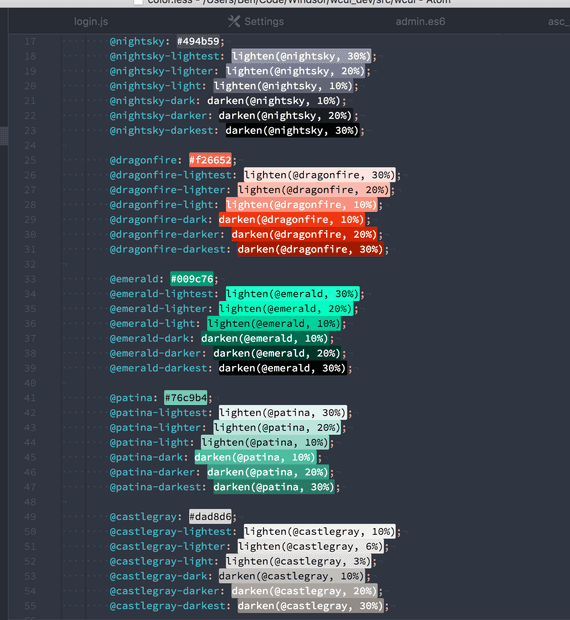 color.less - /Users/Ben/Code/Windsor/wcui_dev/src/wcui - Atom
login.js Settings admin.es6 asc_
17 @nightsky: #494b59;
18 @nightsky-lightest: lighten(@nightsky, 30%);
19 @nightsky-lighter: lighten(@nightsky, 20%);
20 @nightsky-light: lighten(@nightsky, 10%);
21 @nightsky-dark: darken(@nightsky, 10%);
22 @nightsky-darker: darken(@nightsky, 20%);
23 @nightsky-darkest: darken(@nightsky, 30%);
24
25 @dragonfire: #f26652;
26 @dragonfire-lightest: lighten(@dragonfire, 30%);
27 @dragonfire-lighter: lighten(@dragonfire, 20%);
28 @dragonfire-light: lighten(@dragonfire, 10%);
29 @dragonfire-dark: darken(@dragonfire, 10%);
30 @dragonfire-darker: darken(@dragonfire, 20%);
31 @dragonfire-darkest: darken(@dragonfire, 30%);
32
33 @emerald: #009c76;
34 @emerald-lightest: lighten(@emerald, 30%);
35 @emerald-lighter: lighten(@emerald, 20%);
36 @emerald-light: lighten(@emerald, 10%);
37 @emerald-dark: darken(@emerald, 10%);
38 @emerald-darker: darken(@emerald, 20%);
39 @emerald-darkest: darken(@emerald, 30%);
40
41 @patina: #76c9b4;
42 @patina-lightest: lighten(@patina, 30%);
43 @patina-lighter: lighten(@patina, 20%);
44 @patina-light: lighten(@patina, 10%);
45 @patina-dark: darken(@patina, 10%);
46 @patina-darker: darken(@patina, 20%);
47 @patina-darkest: darken(@patina, 30%);
48
49 @castlegray: #dad8d6;
50 @castlegray-lightest: lighten(@castlegray, 10%);
51 @castlegray-lighter: lighten(@castlegray, 6%);
52 @castlegray-light: lighten(@castlegray, 3%);
53 @castlegray-dark: darken(@castlegray, 10%);
54 @castlegray-darker: darken(@castlegray, 20%);
55 @castlegray-darkest: darken(@castlegray, 30%);